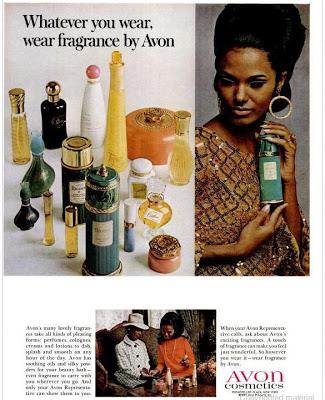 Whatever you wear,
wear fragrance by Avon
Avon's many lovely fragran-
ces take all kinds of pleasing
forms: perfumes, colognes,
creams and lotions to dab,
splash and smooth on any
hour of the day. Avon has
soothing oils and silky pow-
ders for your beauty bath—
even fragrance to carry with
you wherever you go. And
only your Avon Representa-
tive can show them to you.
When your Avon Representa-
tive calls, ask about Avon's
exciting fragrances. A touch
of fragrance can make you feel
just wonderful. So however
you wear it—wear fragrance
by Avon.
AVON
cosmetics
Copyrighted material